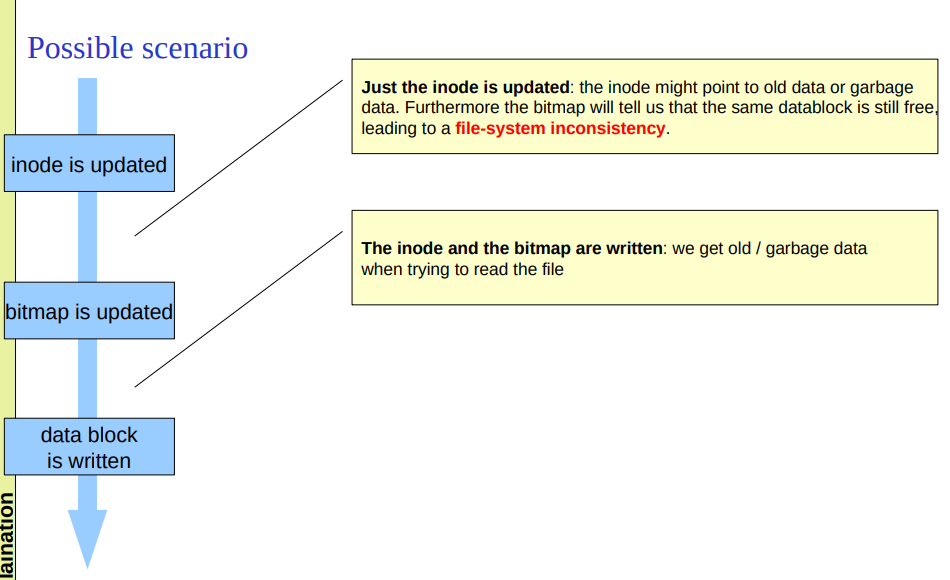 Possible scenario
Just the inode is updated: the inode might point to old data or garbage
data. Furthermore the bitmap will tell us that the same datablock is still free,
leading to a file-system inconsistency.
inode is updated
The inode and the bitmap are written: we get old / garbage data
when trying to read the file
bitmap is updated
data block
is written